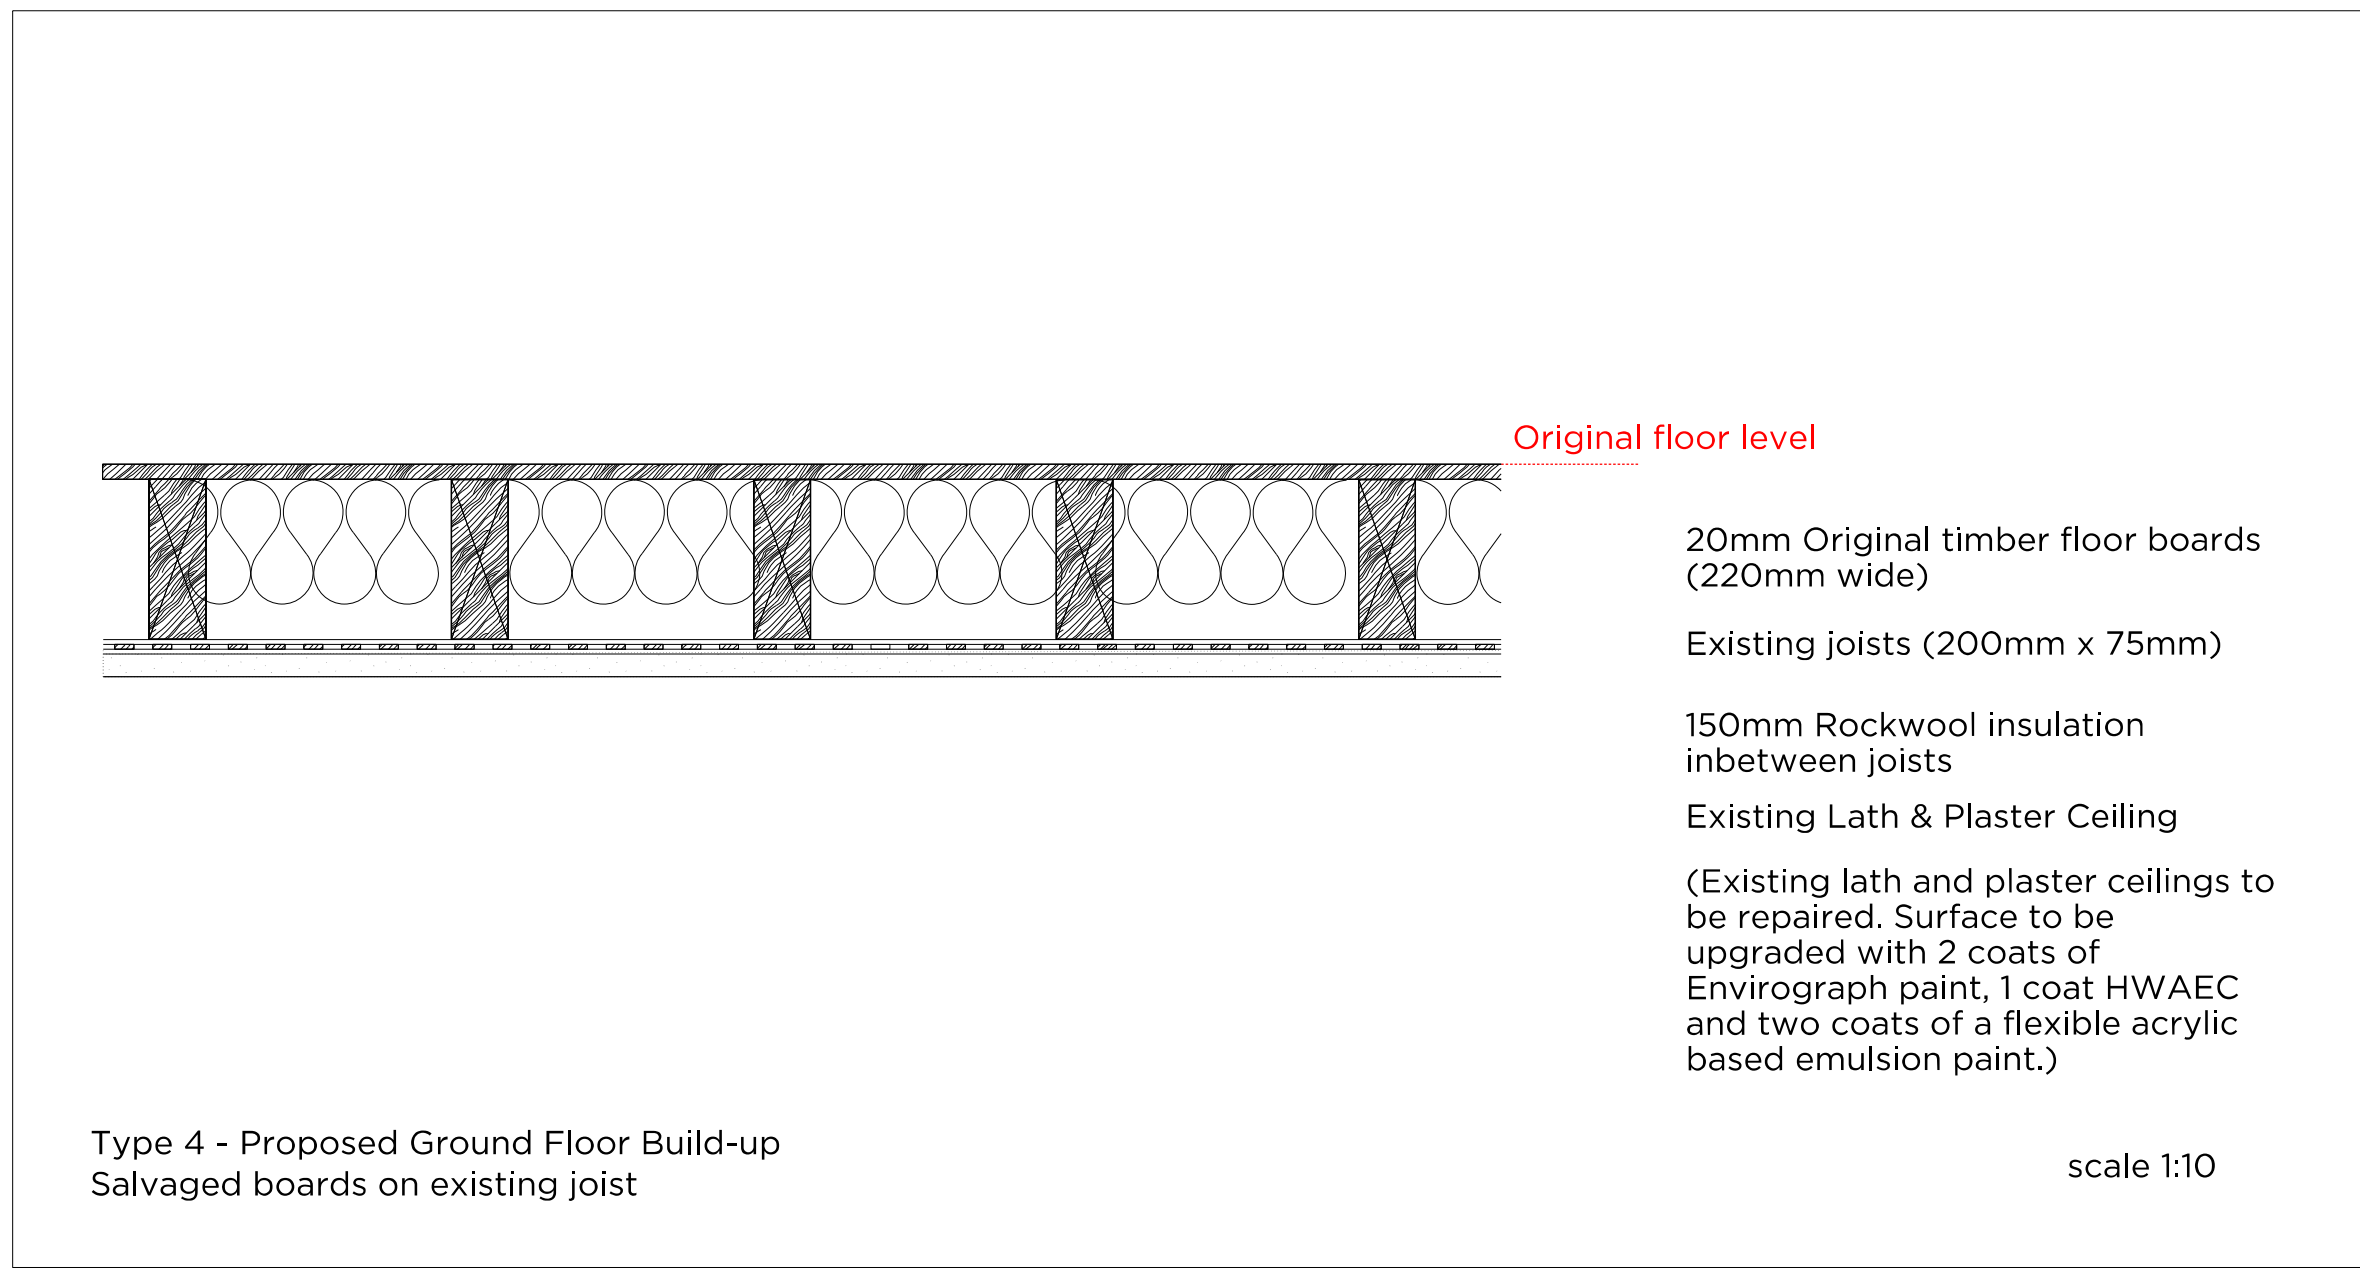 Original floor level
20mm Original timber floor boards
(220mm wide)
Existing joists (200mm x 75mm)
150mm Rockwool insulation
inbetween joists
Existing Lath & Plaster Ceiling
(Existing lath and plaster ceilings to
be repaired. Surface to be
upgraded with 2 coats of
Envirograph paint, 1 coat HWAEC
and two coats of a flexible acrylic
based emulsion paint.)
Type 4 - Proposed Ground Floor Build-up
Salvaged boards on existing joist
scale 1:10